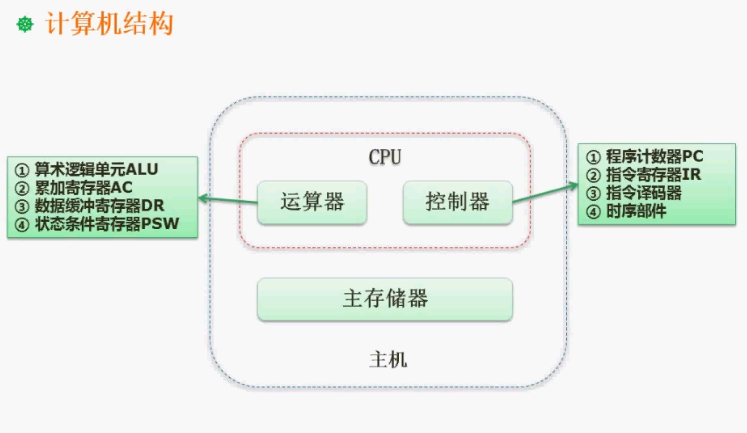 计算机结构
CPU
运算器
控制器
主存储器
主机
① 算术逻辑单元ALU
② 累加寄存器AC
③ 数据缓冲寄存器DR
④ 状态条件寄存器PSW
① 程序计数器PC
② 指令寄存器IR
③ 指令译码器
④ 时序部件